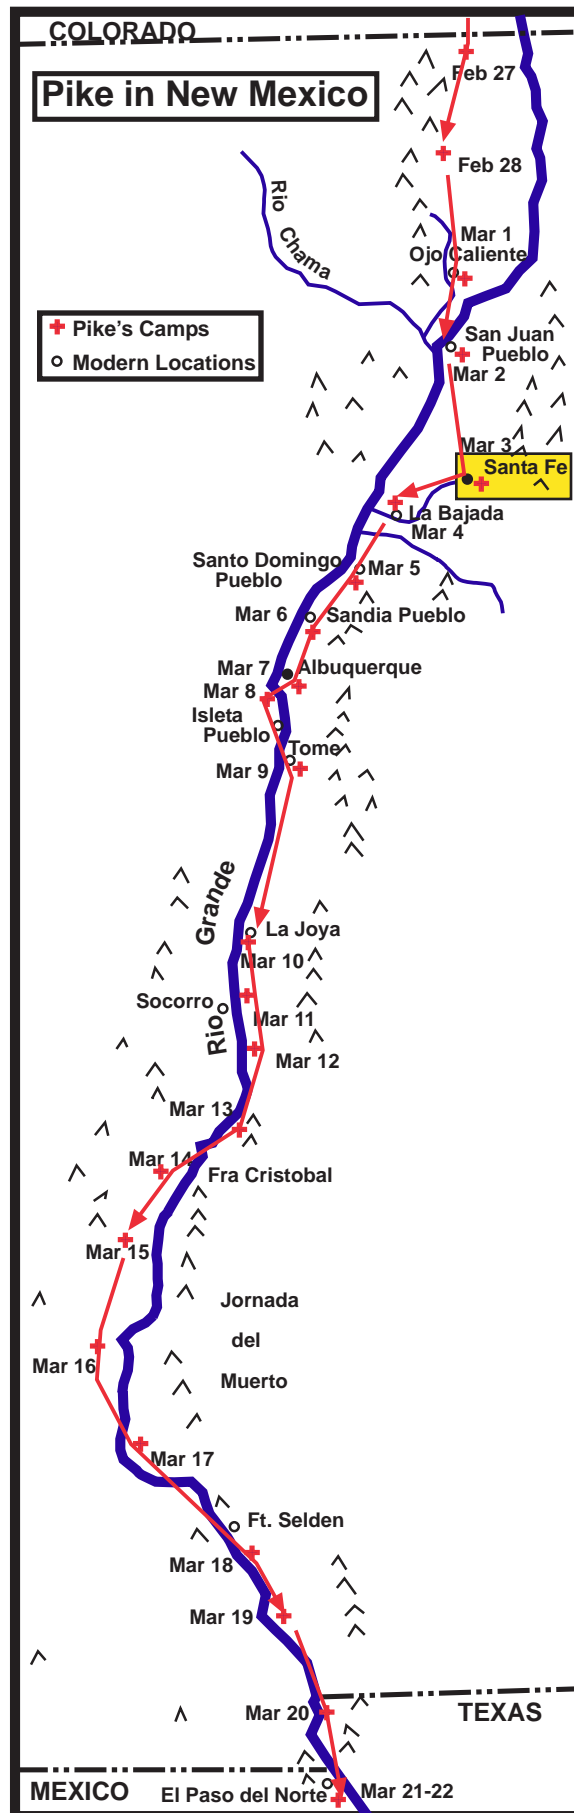 COLORADO
Pike in New Mexico
Feb 27
Feb 28
Rio
Chama
Mar 1
Ojo Caliente
Pike's Camps
Modern Locations
San Juan
Pueblo
Mar 2
Mar 3
Santa Fe
La Bajada
Mar 4
Santo Domingo
Pueblo
Mar 5
Mar 6
Sandia Pueblo
Mar 7
Albuquerque
Mar 8
Isleta
Pueblo
Tome
Mar 9
Rio Grande
La Joya
Mar 10
Socorro
Mar 11
Mar 12
Mar 13
Mar 14
Fra Cristobal
Mar 15
Jornada
del
Muerto
Mar 16
Mar 17
Ft. Selden
Mar 18
Mar 19
Mar 20
TEXAS
MEXICO
El Paso del Norte
Mar 21-22